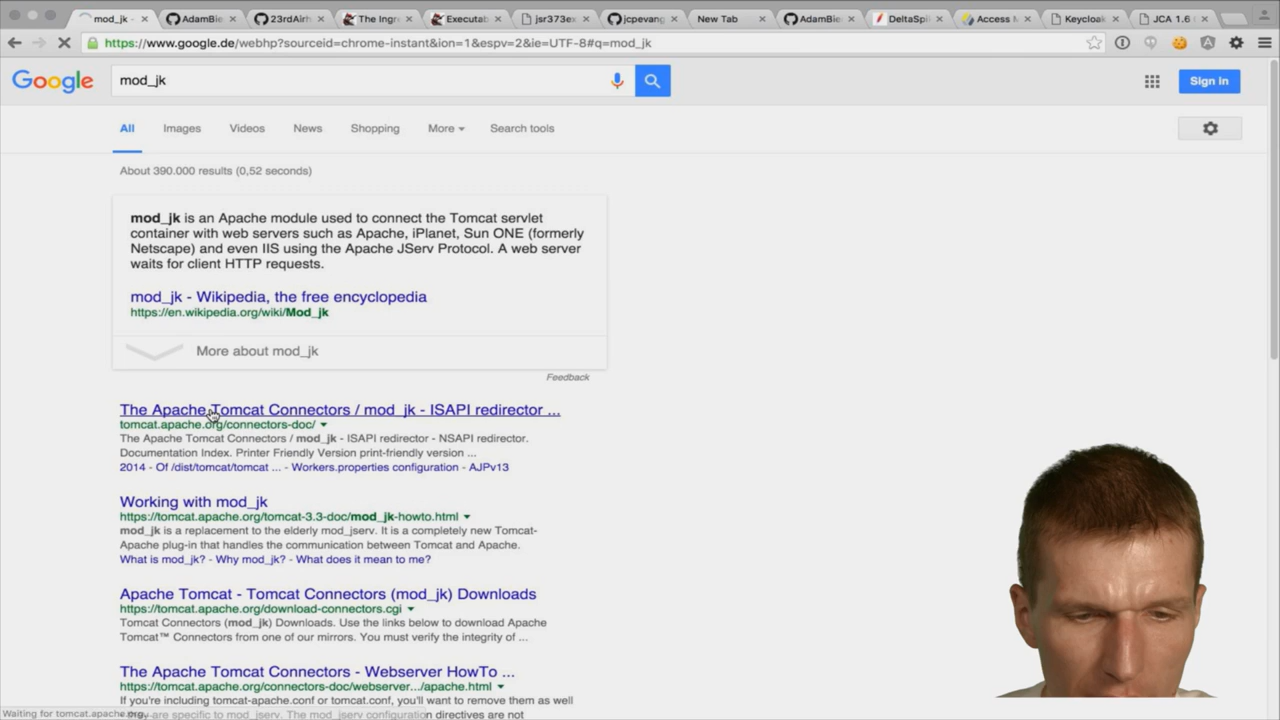 mod_jk -
AdamBie
23rdAirh
The Ingre
Executab
jsr373ex
jcpevang
New Tab
AdamBie
DeltaSpil
Access M
Keycloak
JCA 1.6
https://www.google.de/webhp?sourceid=chrome-instant&ion=1&espv=2&ie=UTF-8#q=mod_jk
Google
mod_jk
Sign in
All Images Videos News Shopping More Search tools
About 390.000 results (0,52 seconds)
mod_jk is an Apache module used to connect the Tomcat servlet
container with web servers such as Apache, iPlanet, Sun ONE (formerly
Netscape) and even IIS using the Apache JServ Protocol. A web server
waits for client HTTP requests.
mod_jk - Wikipedia, the free encyclopedia
https://en.wikipedia.org/wiki/Mod_jk
More about mod_jk
Feedback
The Apache Tomcat Connectors / mod_jk - ISAPI redirector ...
tomcat.apache.org/connectors-doc/
The Apache Tomcat Connectors / mod_jk - ISAPI redirector - NSAPI redirector.
Documentation Index. Printer Friendly Version print-friendly version ...
2014 - Of /dist/tomcat/tomcat ... - Workers.properties configuration - AJPv13
Working with mod_jk
https://tomcat.apache.org/tomcat-3.3-doc/mod_jk-howto.html
mod_jk is a replacement to the elderly mod_jserv. It is a completely new Tomcat-
Apache plug-in that handles the communication between Tomcat and Apache.
What is mod_jk? - Why mod_jk? - What does it mean to me?
Apache Tomcat - Tomcat Connectors (mod_jk) Downloads
https://tomcat.apache.org/download-connectors.cgi
Tomcat Connectors (mod_jk) Downloads. Use the links below to download Apache
Tomcat™ Connectors from one of our mirrors. You must verify the integrity of ...
The Apache Tomcat Connectors - Webserver HowTo ...
https://tomcat.apache.org/connectors-doc/webserver.../apache.html
If you're including tomcat-apache.conf or tomcat.conf, you'll want to remove them as well
are specific to mod_jserv. The mod_jserv configuration directives are not
Waiting for tomcat.apache.org...